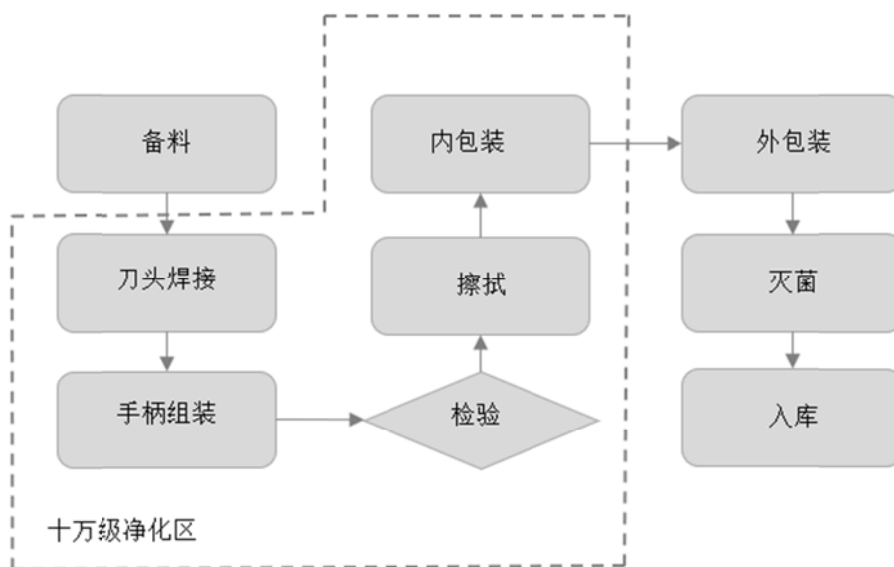 备料
刀头焊接
手柄组装
检验
擦拭
内包装
外包装
灭菌
入库
十万级净化区